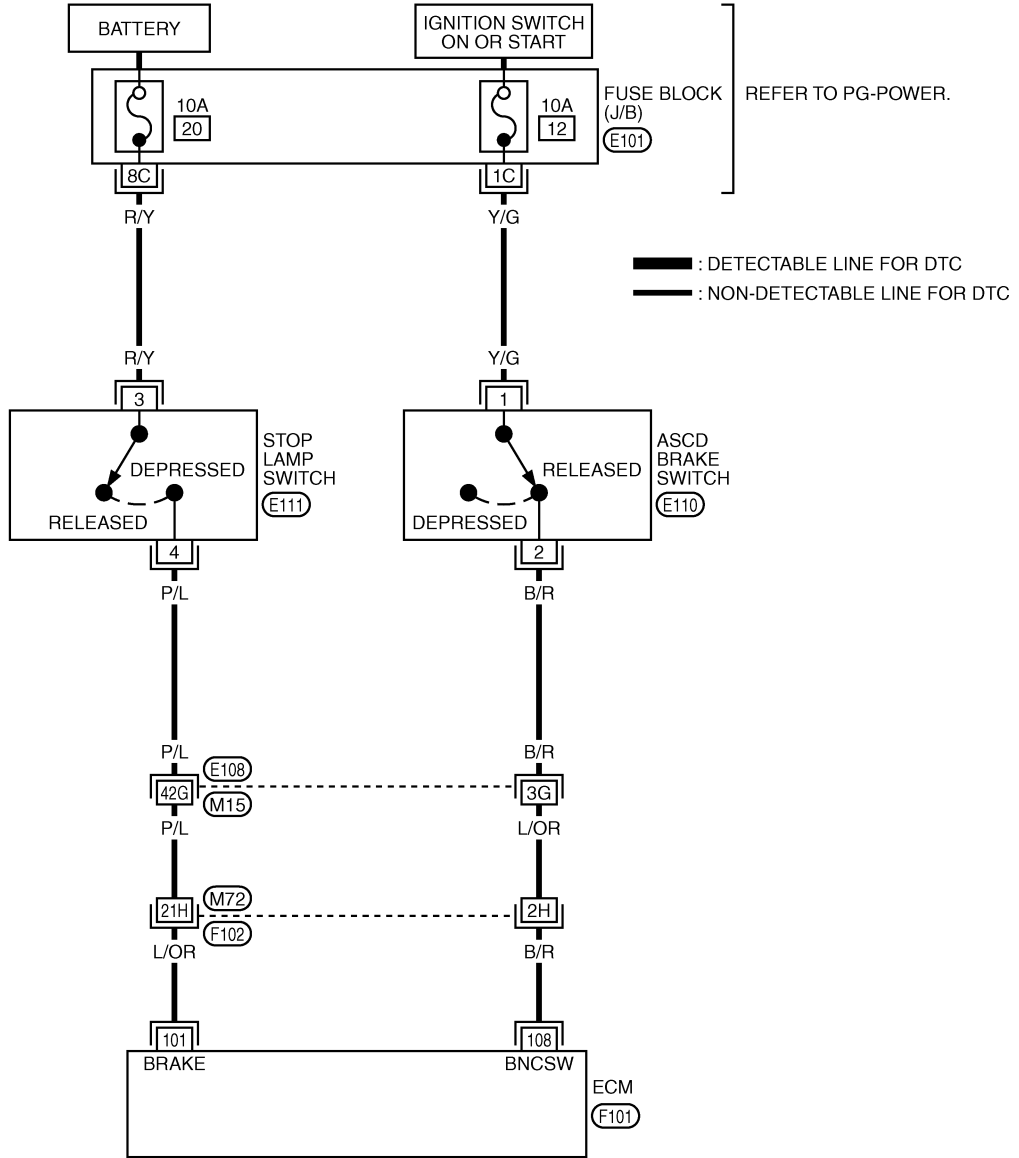 BATTERY
IGNITION SWITCH
ON OR START
10A
20
10A
12
FUSE BLOCK
(J/B)
E101
REFER TO PG-POWER.
8C
1C
R/Y
Y/G
: DETECTABLE LINE FOR DTC
: NON-DETECTABLE LINE FOR DTC
R/Y
Y/G
3
1
STOP
LAMP
SWITCH
E111
DEPRESSED
RELEASED
ASCD
BRAKE
SWITCH
E110
RELEASED
DEPRESSED
4
2
P/L
B/R
P/L
B/R
E108
42G
3G
M15
P/L
L/OR
M72
21H
2H
F102
L/OR
B/R
101
108
BRAKE
BNCSW
ECM
F101